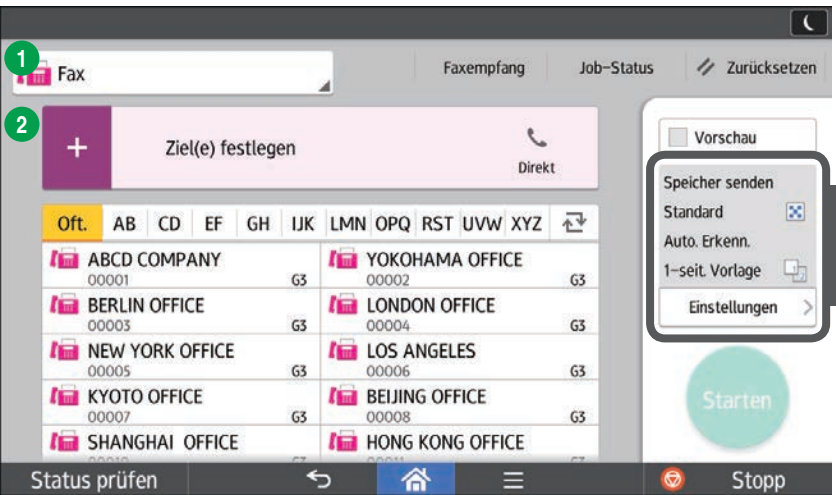 1
Fax
Faxempfang
Job-Status
Zurücksetzen
2
+
Ziel(e) festlegen
Direkt
Vorschau
Speicher senden
Standard
Auto. Erkenn.
1-seit. Vorlage
Einstellungen
Starten
Oft. AB CD EF GH IJK LMN OPQ RST UVW XYZ
ABCD COMPANY
00001 G3
YOKOHAMA OFFICE
00002 G3
BERLIN OFFICE
00003 G3
LONDON OFFICE
00004 G3
NEW YORK OFFICE
00005 G3
LOS ANGELES
00006 G3
KYOTO OFFICE
00007 G3
BEIJING OFFICE
00008 G3
SHANGHAI OFFICE
HONG KONG OFFICE
Status prüfen
Stopp